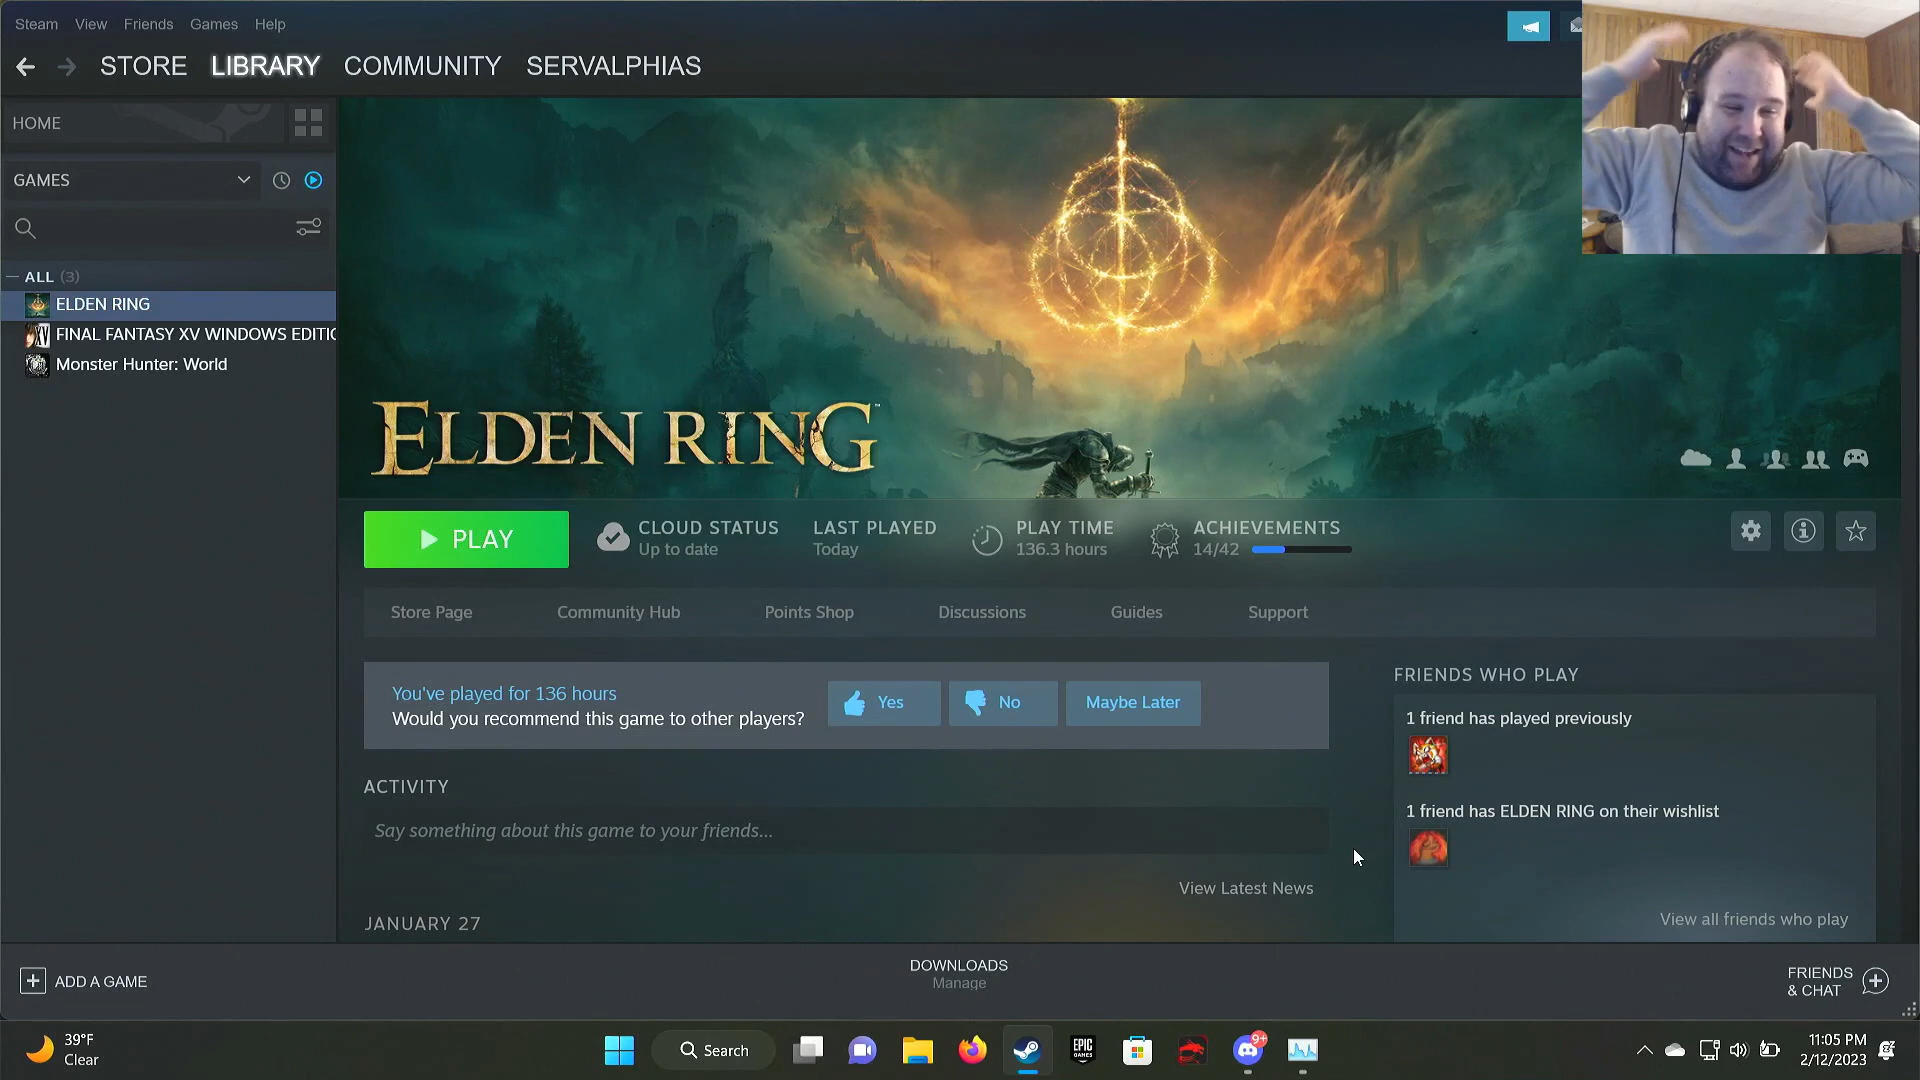 Steam View Friends Games Help
STORE LIBRARY COMMUNITY SERVALPHIAS
HOME
GAMES
ALL (3)
ELDEN RING
FINAL FANTASY XV WINDOWS EDITIO
Monster Hunter: World
ELDEN RING™
PLAY
CLOUD STATUS
Up to date
LAST PLAYED
Today
PLAY TIME
136.3 hours
ACHIEVEMENTS
14/42
Store Page Community Hub Points Shop Discussions Guides Support
You've played for 136 hours
Would you recommend this game to other players?
Yes No Maybe Later
FRIENDS WHO PLAY
1 friend has played previously
1 friend has ELDEN RING on their wishlist
View all friends who play
ACTIVITY
Say something about this game to your friends...
View Latest News
JANUARY 27
ADD A GAME
DOWNLOADS
Manage
FRIENDS
& CHAT
39°F
Clear
Search
EPIC
GAMES
9+
11:05 PM
2/12/2023